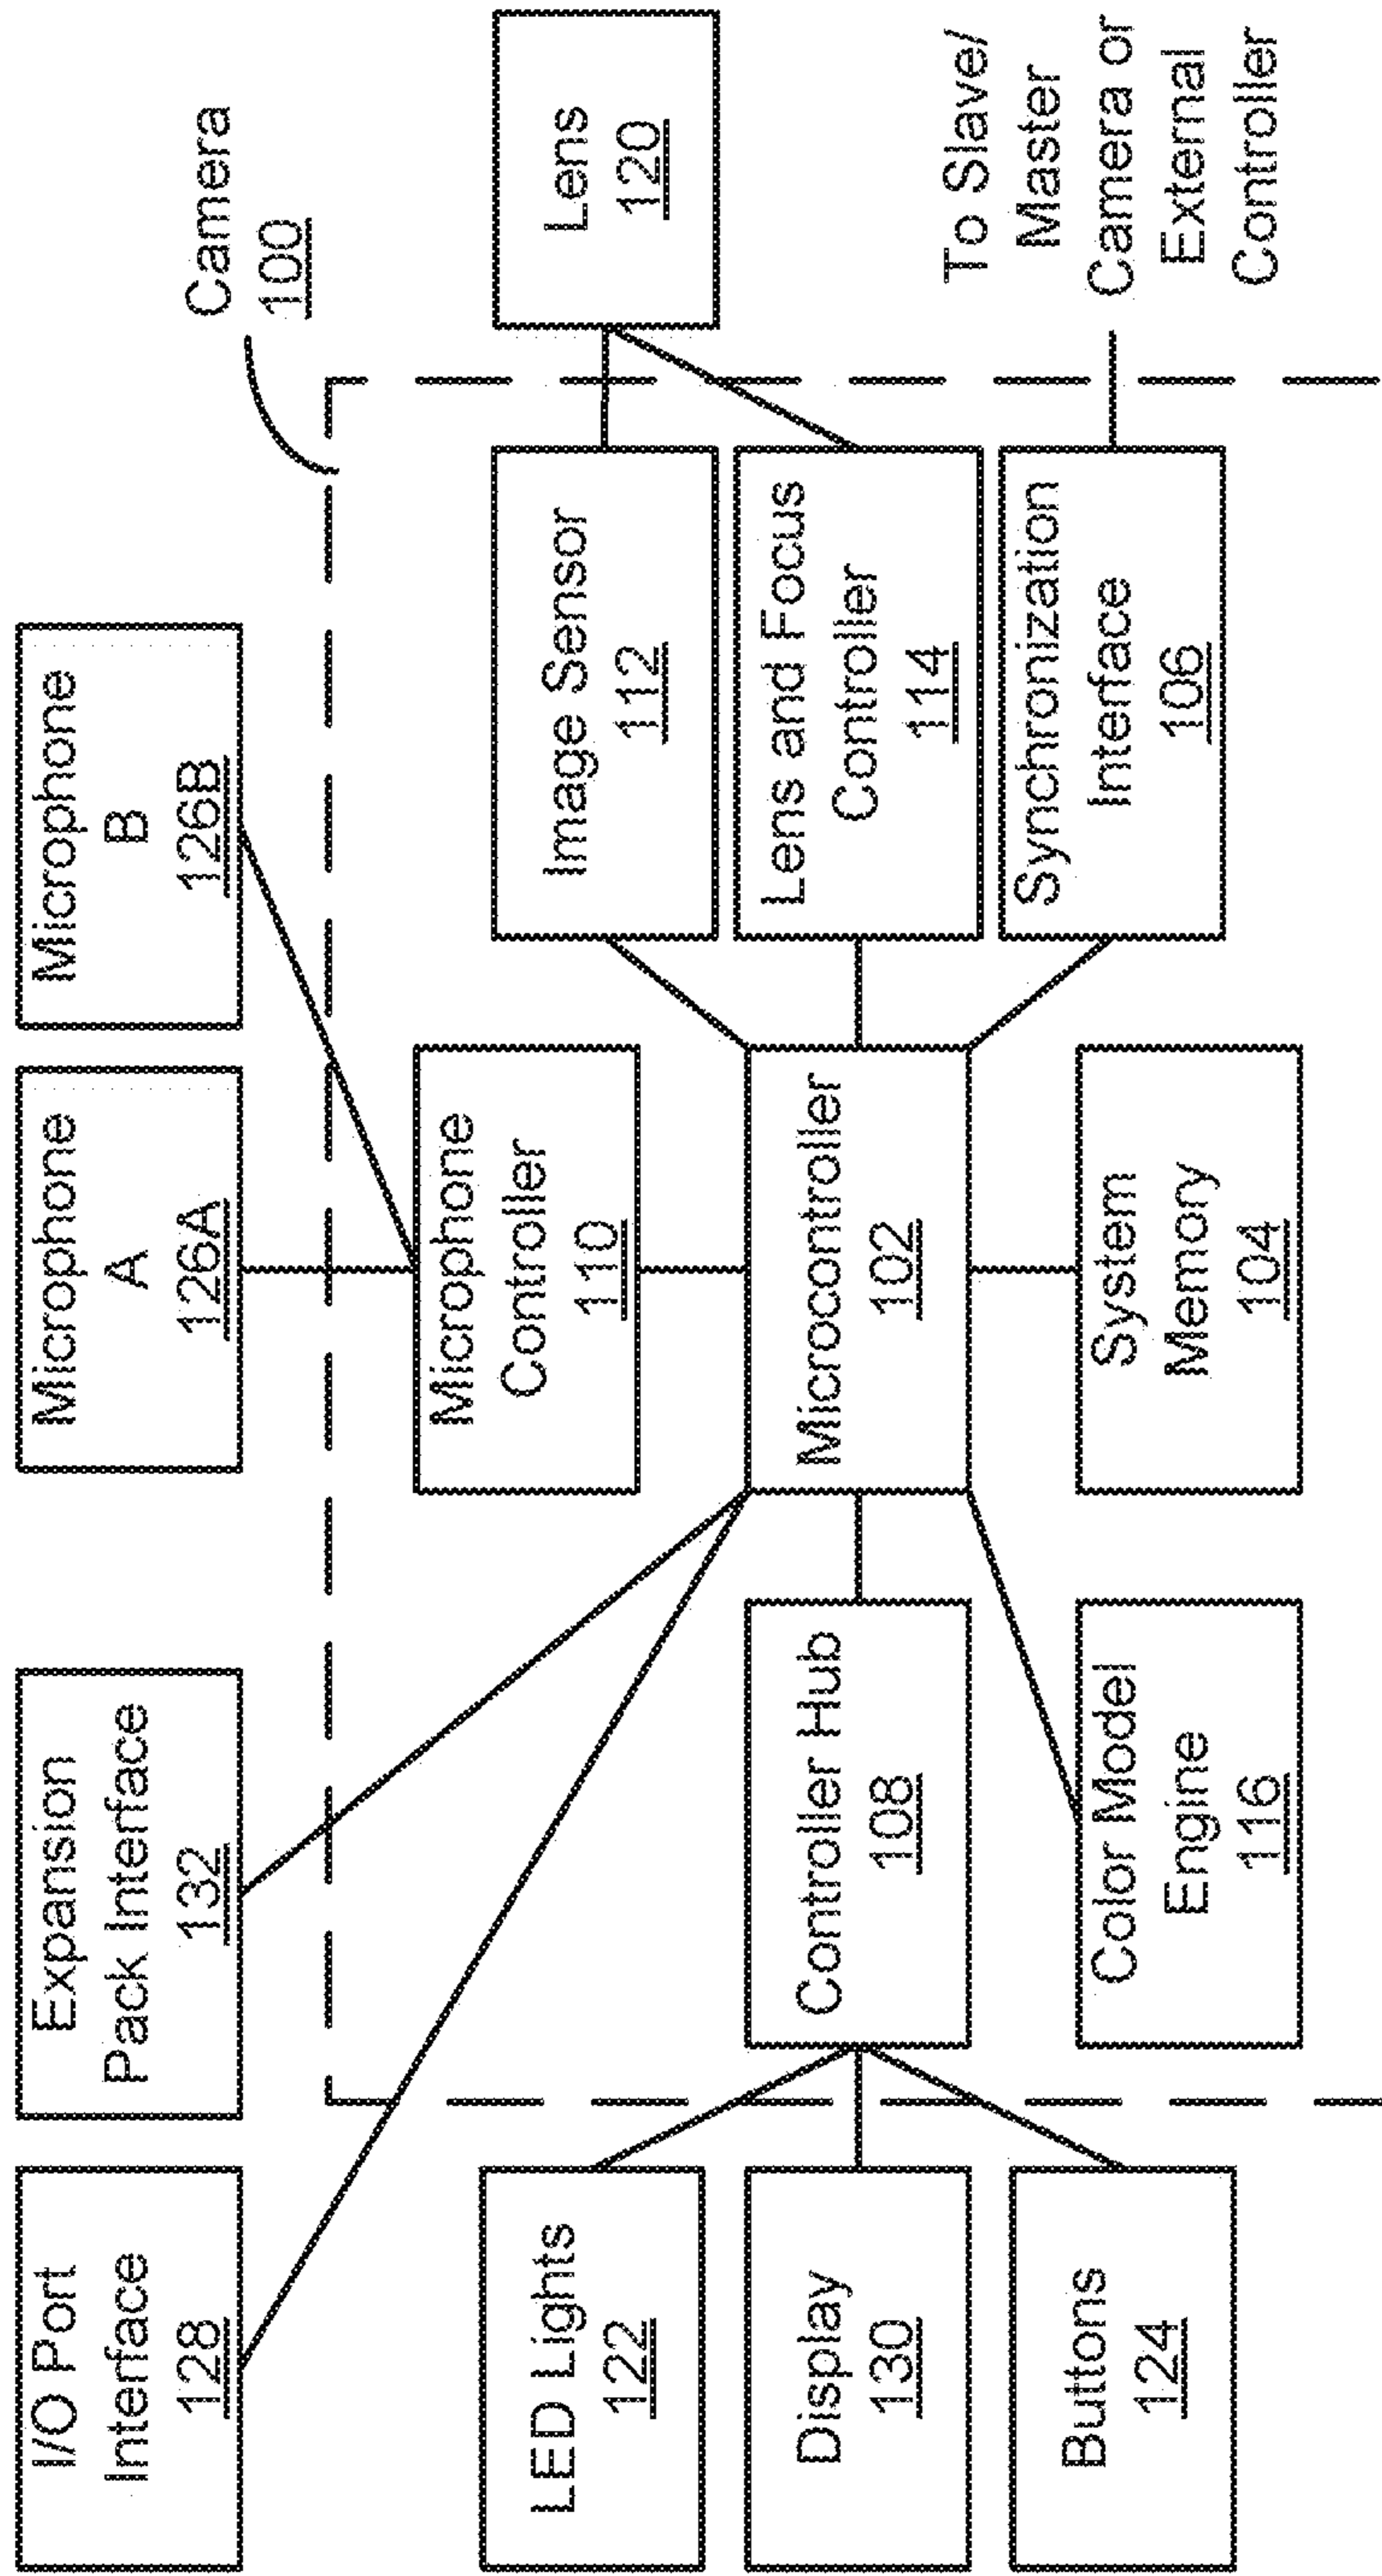 I/O Port
Interface
128
Expansion
Pack Interface
132
Microphone
A
126A
Microphone
B
126B
Camera
100
LED Lights
122
Display
130
Buttons
124
Controller Hub
108
Color Model
Engine
116
Microphone
Controller
110
Microcontroller
102
System
Memory
104
Image Sensor
112
Lens and Focus
Controller
114
Synchronization
Interface
106
Lens
120
To Slave/
Master
Camera or
External
Controller